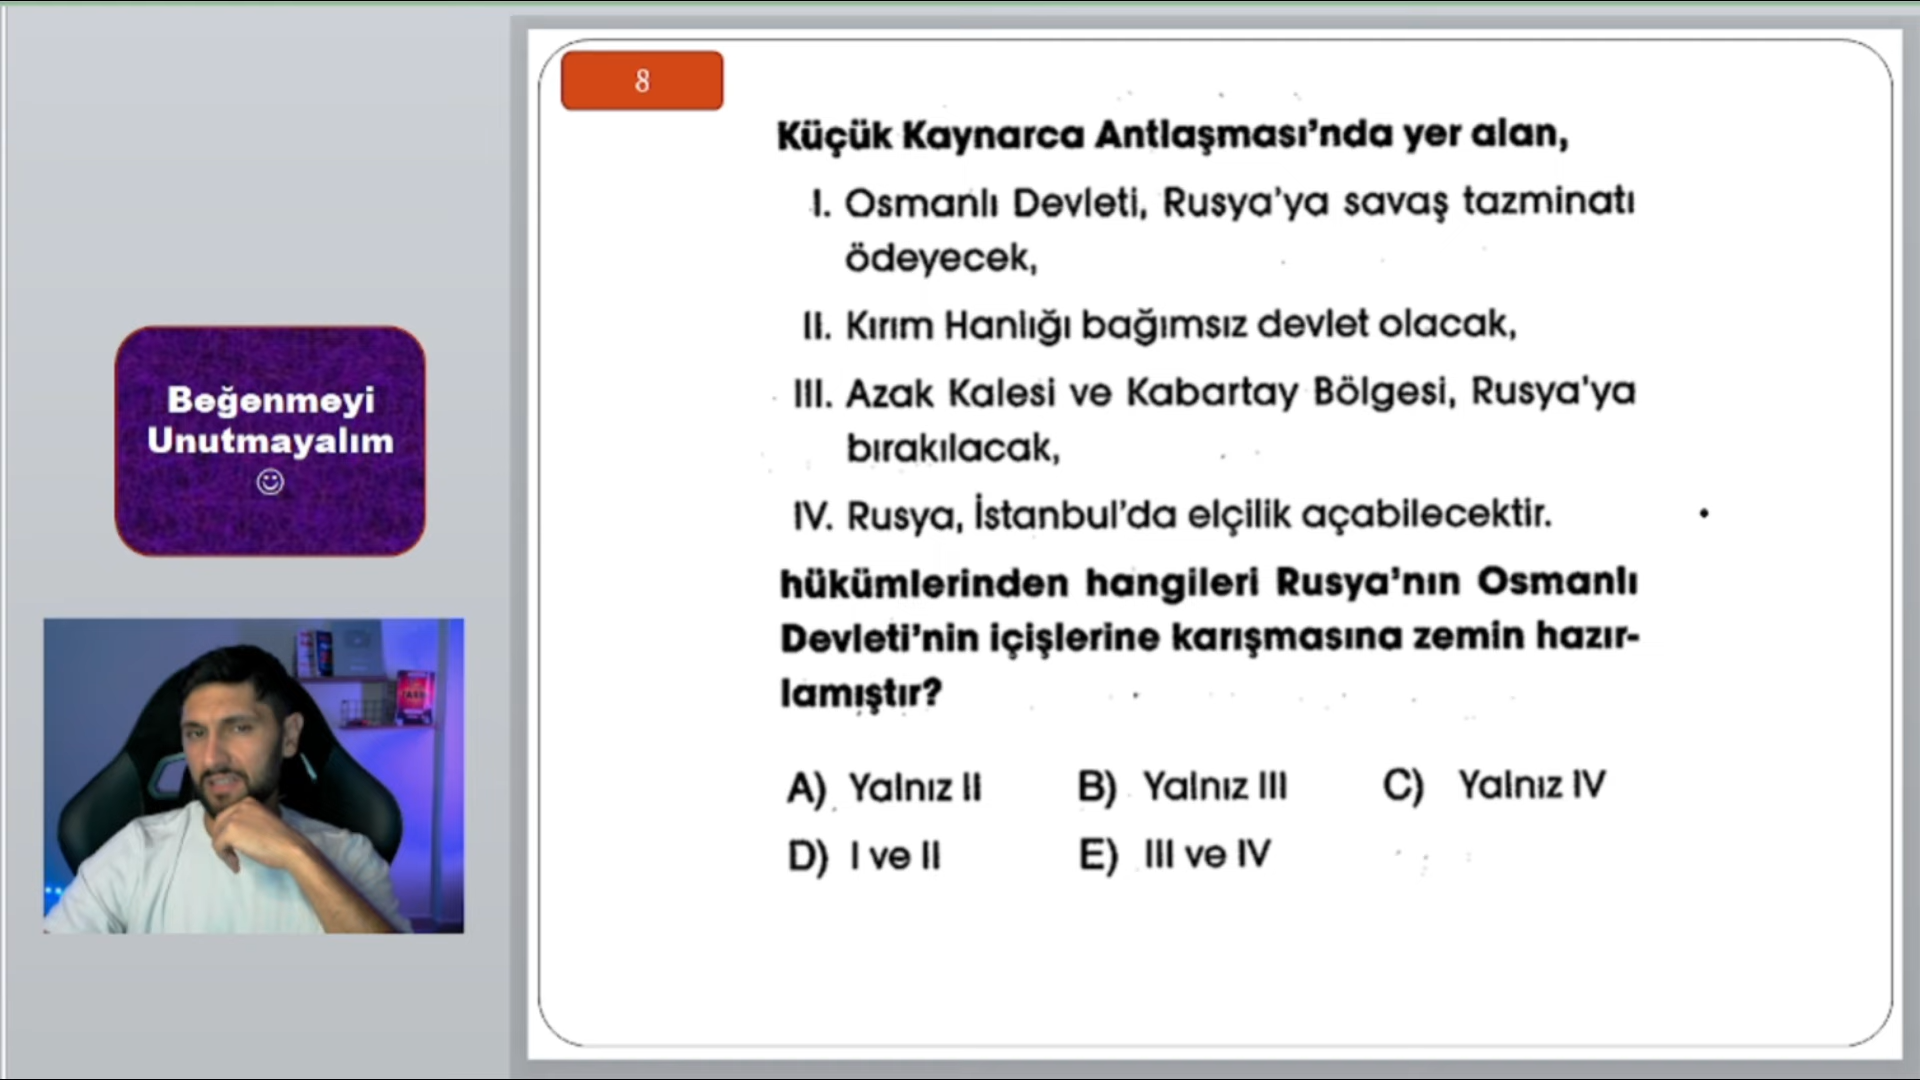 8
Küçük Kaynarca Antlaşması'nda yer alan,
I. Osmanlı Devleti, Rusya'ya savaş tazminatı
ödeyecek,
II. Kırım Hanlığı bağımsız devlet olacak,
III. Azak Kalesi ve Kabartay Bölgesi, Rusya'ya
bırakılacak,
IV. Rusya, İstanbul'da elçilik açabilecektir.
hükümlerinden hangileri Rusya'nın Osmanlı
Devleti'nin içişlerine karışmasına zemin hazır-
lamıştır?
A) Yalnız II B) Yalnız III C) Yalnız IV
D) I ve II E) III ve IV
Beğenmeyi
Unutmayalım
☺